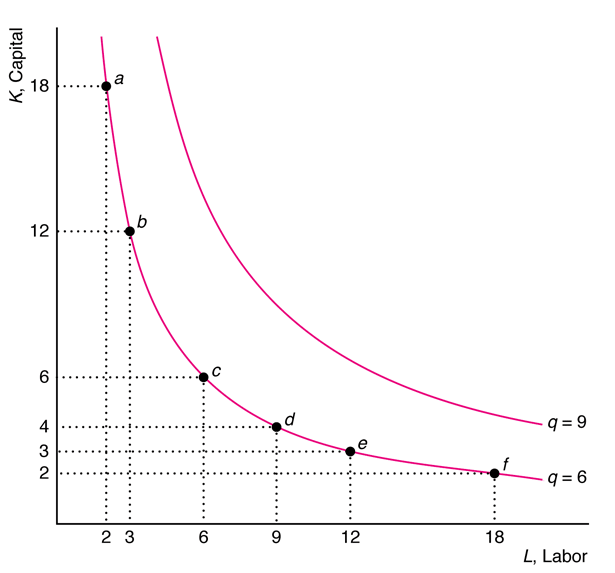 K, Capital
18
a
12
b
6
c
4
d
3
e
2
f
q = 9
q = 6
2 3 6 9 12 18
L, Labor